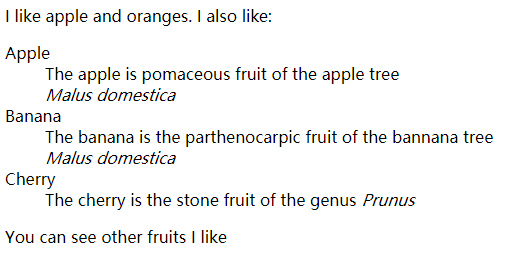 I like apple and oranges. I also like:
Apple
The apple is pomaceous fruit of the apple tree
Malus domestica
Banana
The banana is the parthenocarpic fruit of the bannana tree
Malus domestica
Cherry
The cherry is the stone fruit of the genus Prunus
You can see other fruits I like